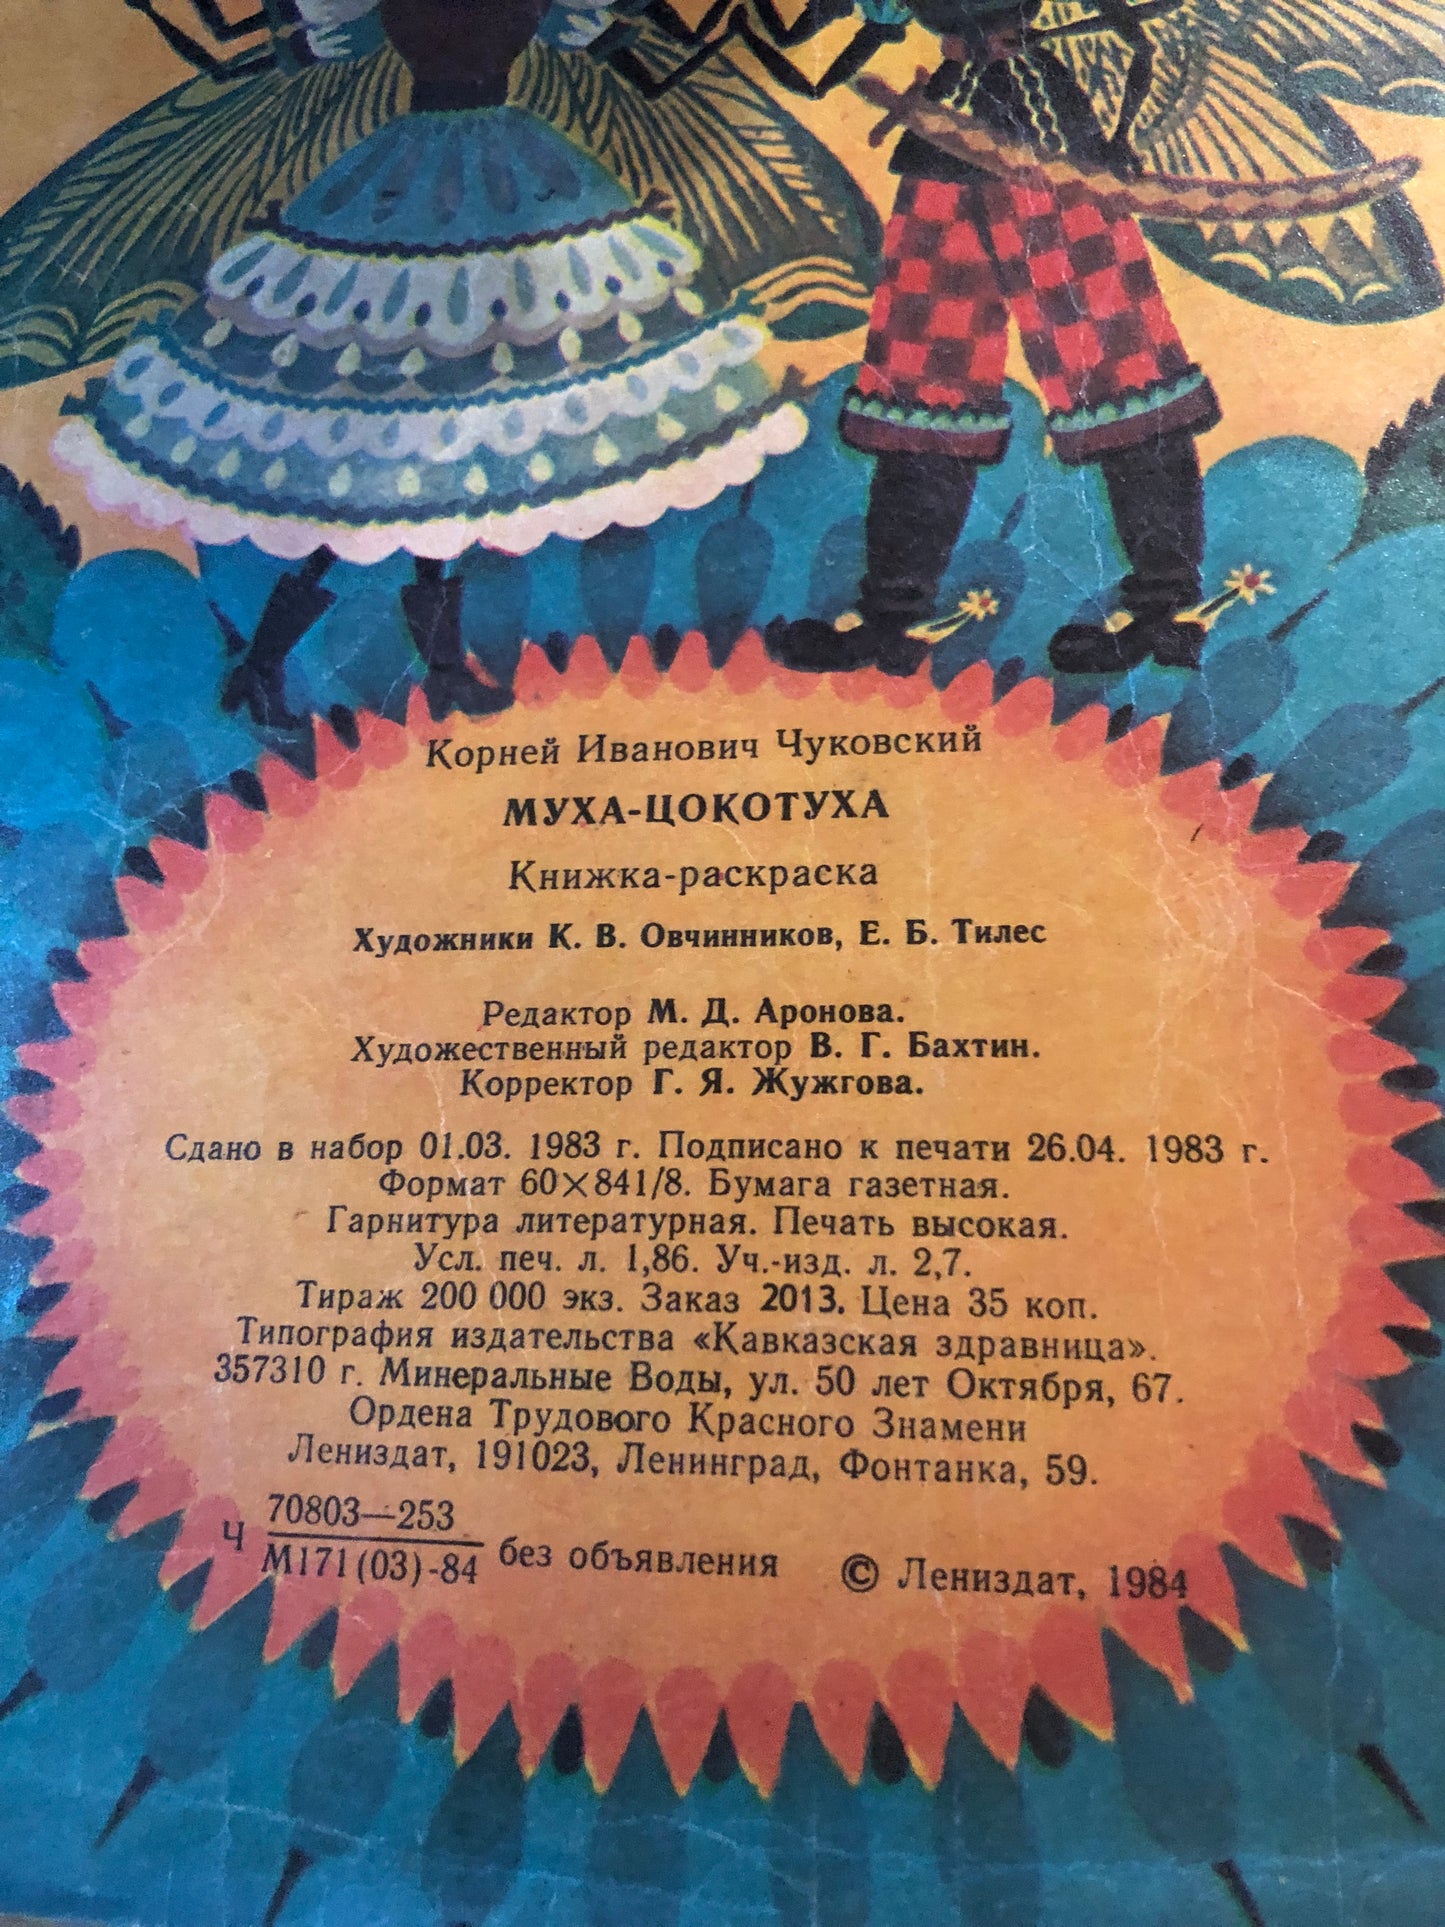 Корней Иванович Чуковский
МУХА-ЦОКОТУХА
Книжка-раскраска
Художники К. В. Овчинников, Е. Б. Тилес
Редактор М. Д. Аронова.
Художественный редактор В. Г. Бахтин.
Корректор Г. Я. Жужгова.
Сдано в набор 01.03. 1983 г. Подписано к печати 26.04. 1983 г.
Формат 60×841/8. Бумага газетная.
Гарнитура литературная. Печать высокая.
Усл. печ. л. 1,86. Уч.-изд. л. 2,7.
Тираж 200 000 экз. Заказ 2013. Цена 35 коп.
Типография издательства «Кавказская здравница».
357310 г. Минеральные Воды, ул. 50 лет Октября, 67.
Ордена Трудового Красного Знамени
Лениздат, 191023, Ленинград, Фонтанка, 59.
70803—253
Ч М171(03)-84 без объявления © Лениздат, 1984